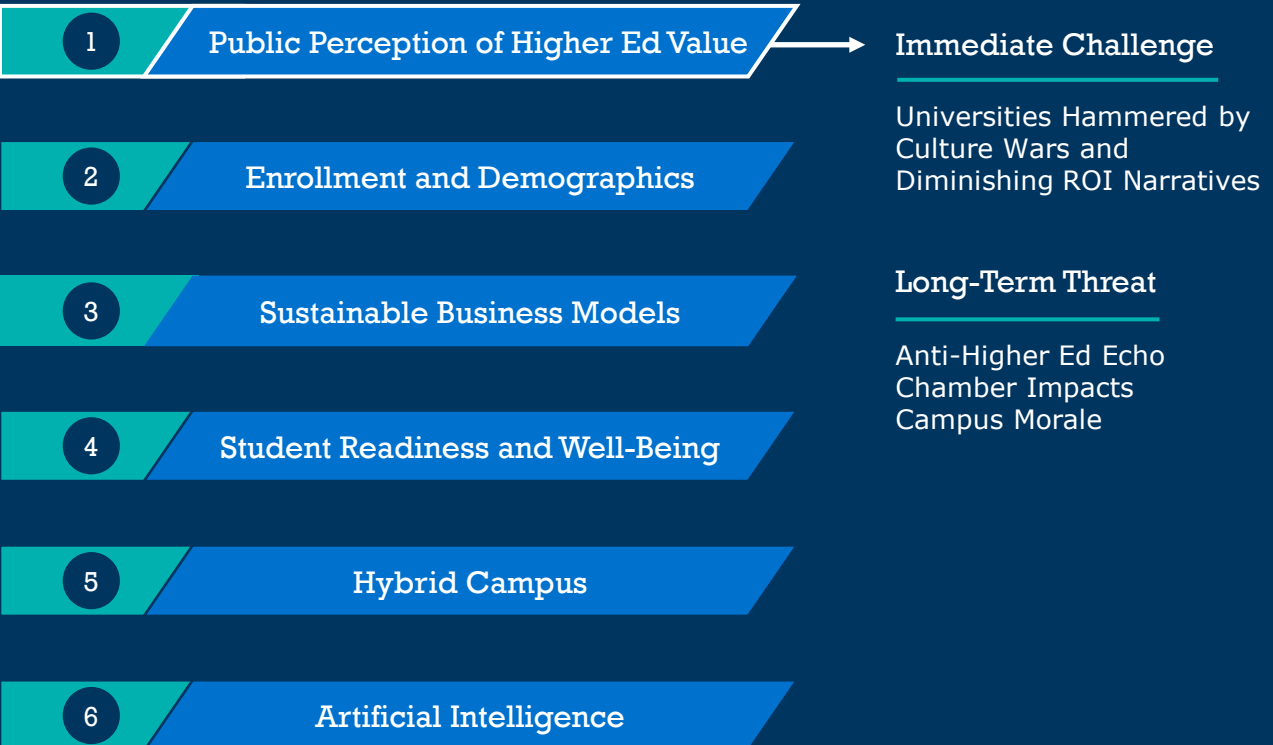 1
Public Perception of Higher Ed Value
Immediate Challenge
Universities Hammered by
Culture Wars and
Diminishing ROI Narratives
2
Enrollment and Demographics
3
Sustainable Business Models
Long-Term Threat
Anti-Higher Ed Echo
Chamber Impacts
Campus Morale
4
Student Readiness and Well-Being
5
Hybrid Campus
6
Artificial Intelligence